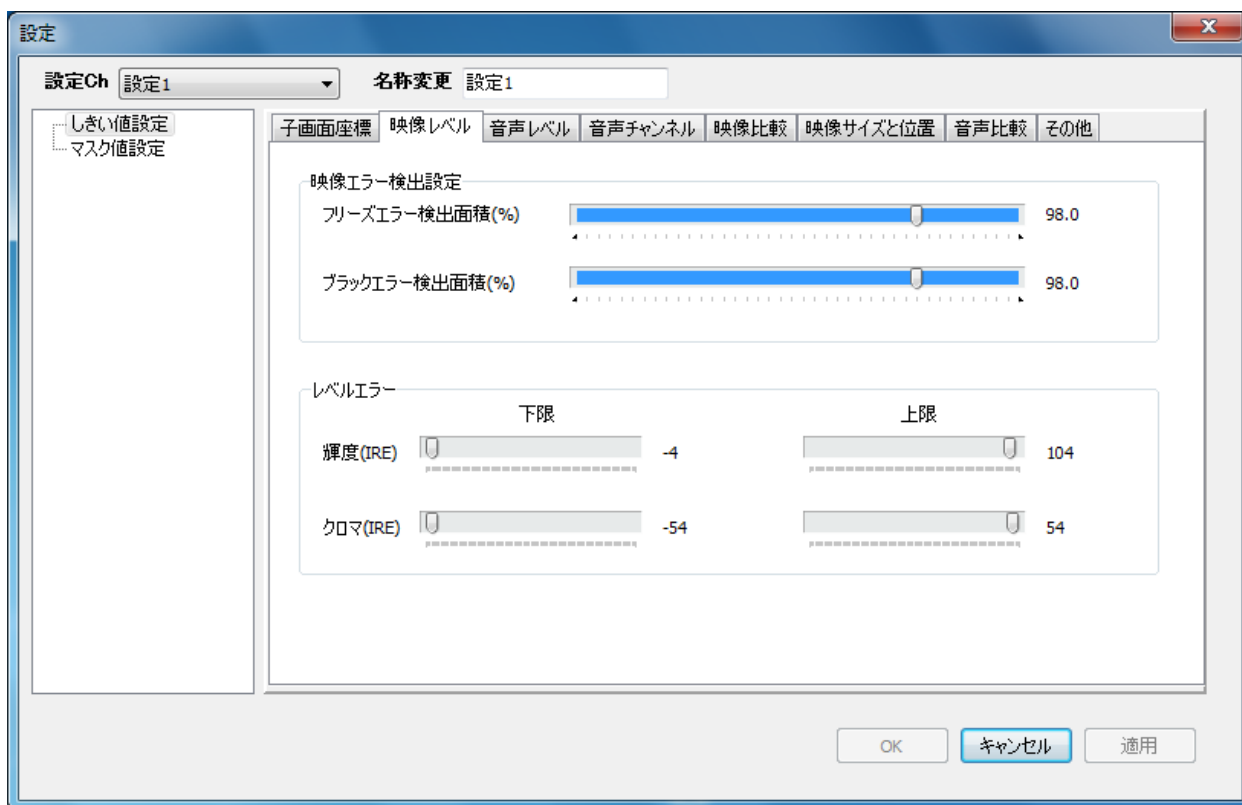 設定
設定Ch 設定1 名称変更 設定1
しきい値設定
マスク値設定
子画面座標 映像レベル 音声レベル 音声チャンネル 映像比較 映像サイズと位置 音声比較 その他
映像エラー検出設定
フリーズエラー検出面積(%) 98.0
ブラックエラー検出面積(%) 98.0
レベルエラー
下限 上限
輝度(IRE) -4 104
クロマ(IRE) -54 54
OK キャンセル 適用